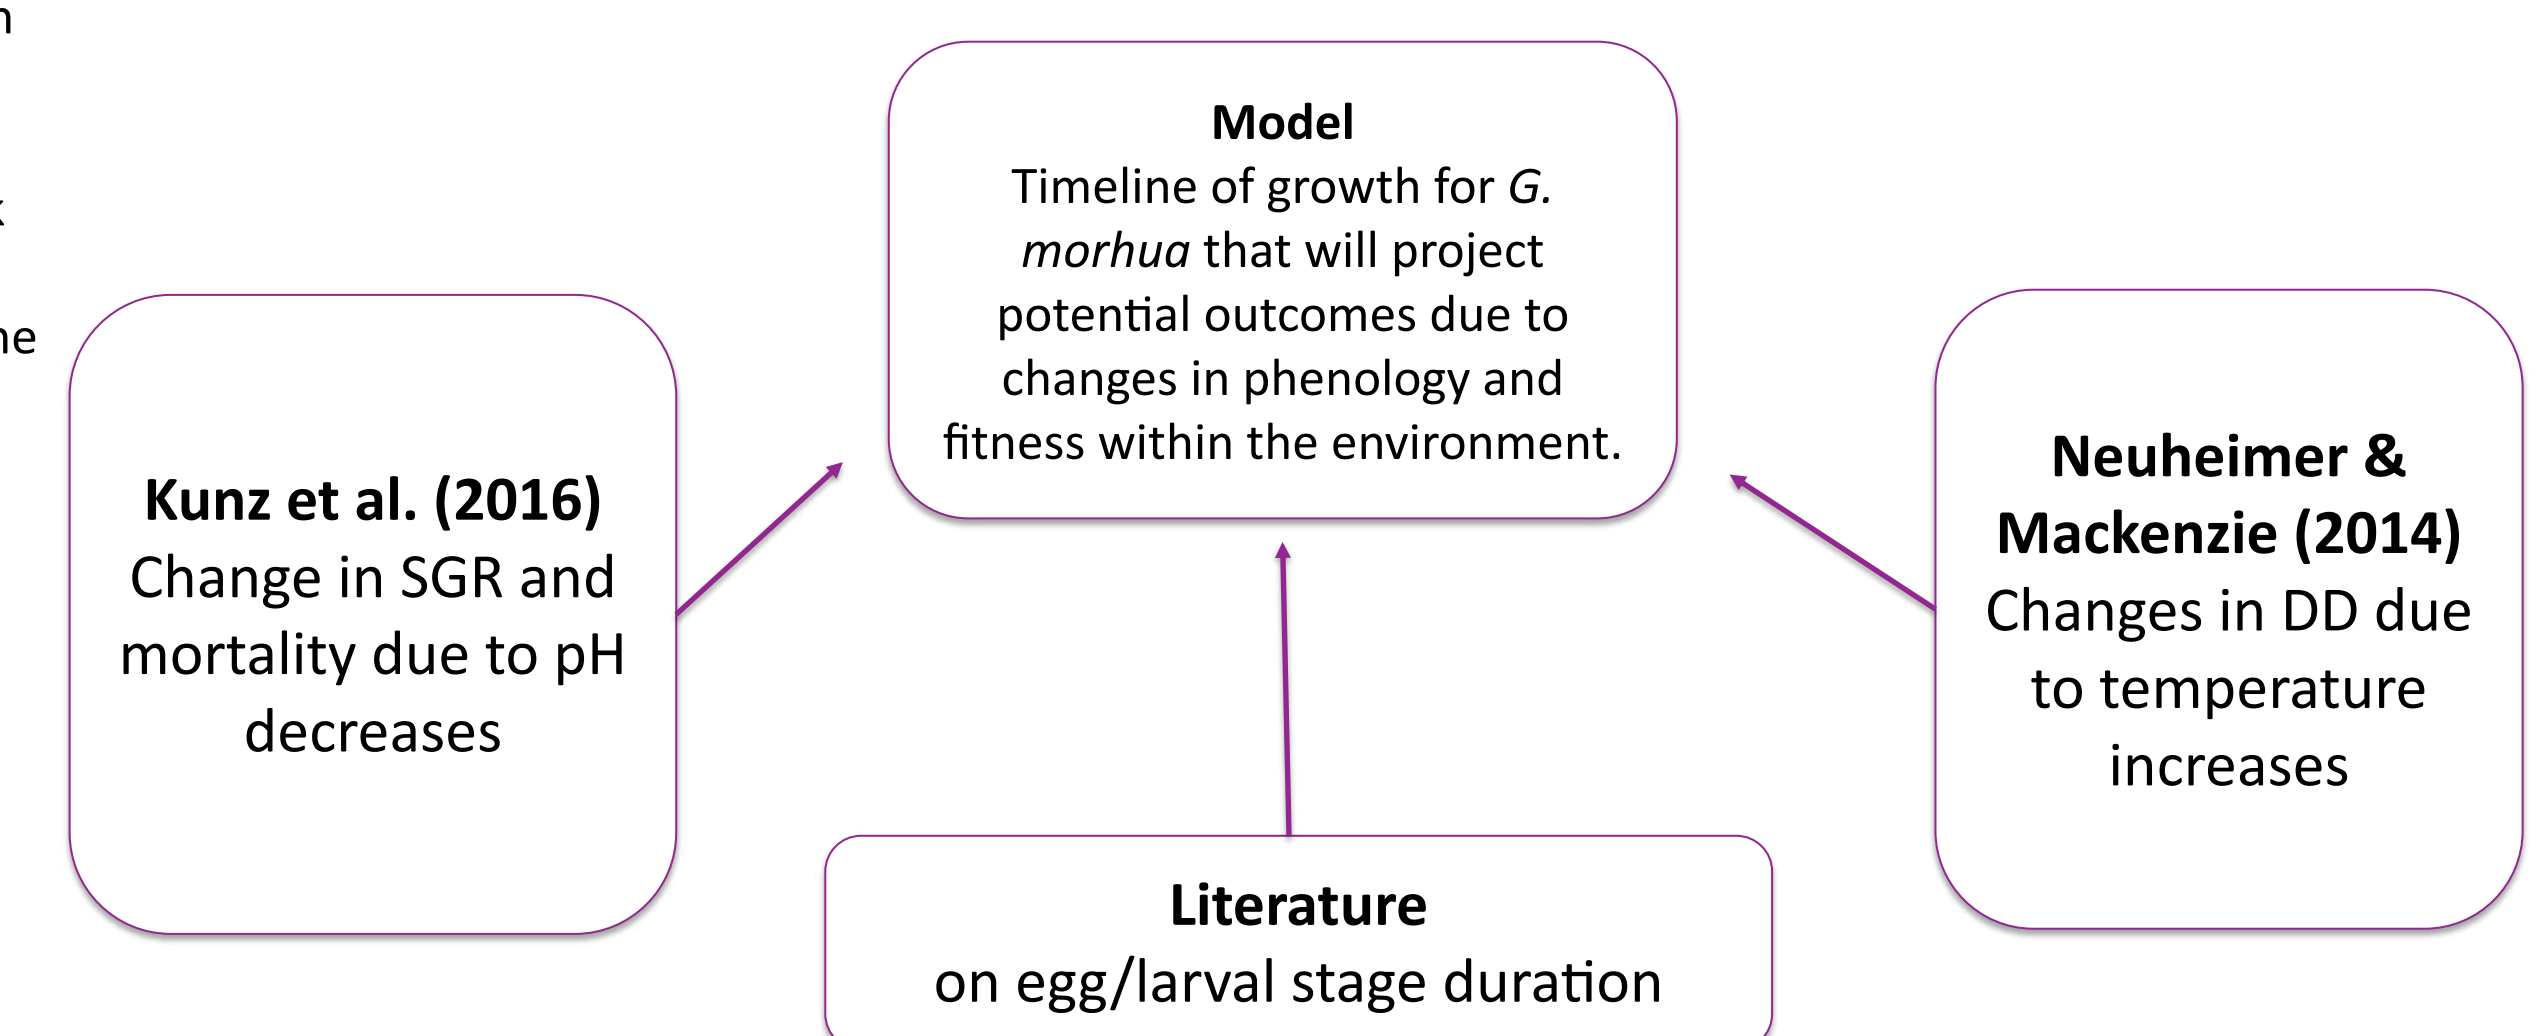 Model
Timeline of growth for G.
morhua that will project
potential outcomes due to
changes in phenology and
fitness within the environment.
Kunz et al. (2016)
Change in SGR and
mortality due to pH
decreases
Neuheimer &
Mackenzie (2014)
Changes in DD due
to temperature
increases
Literature
on egg/larval stage duration